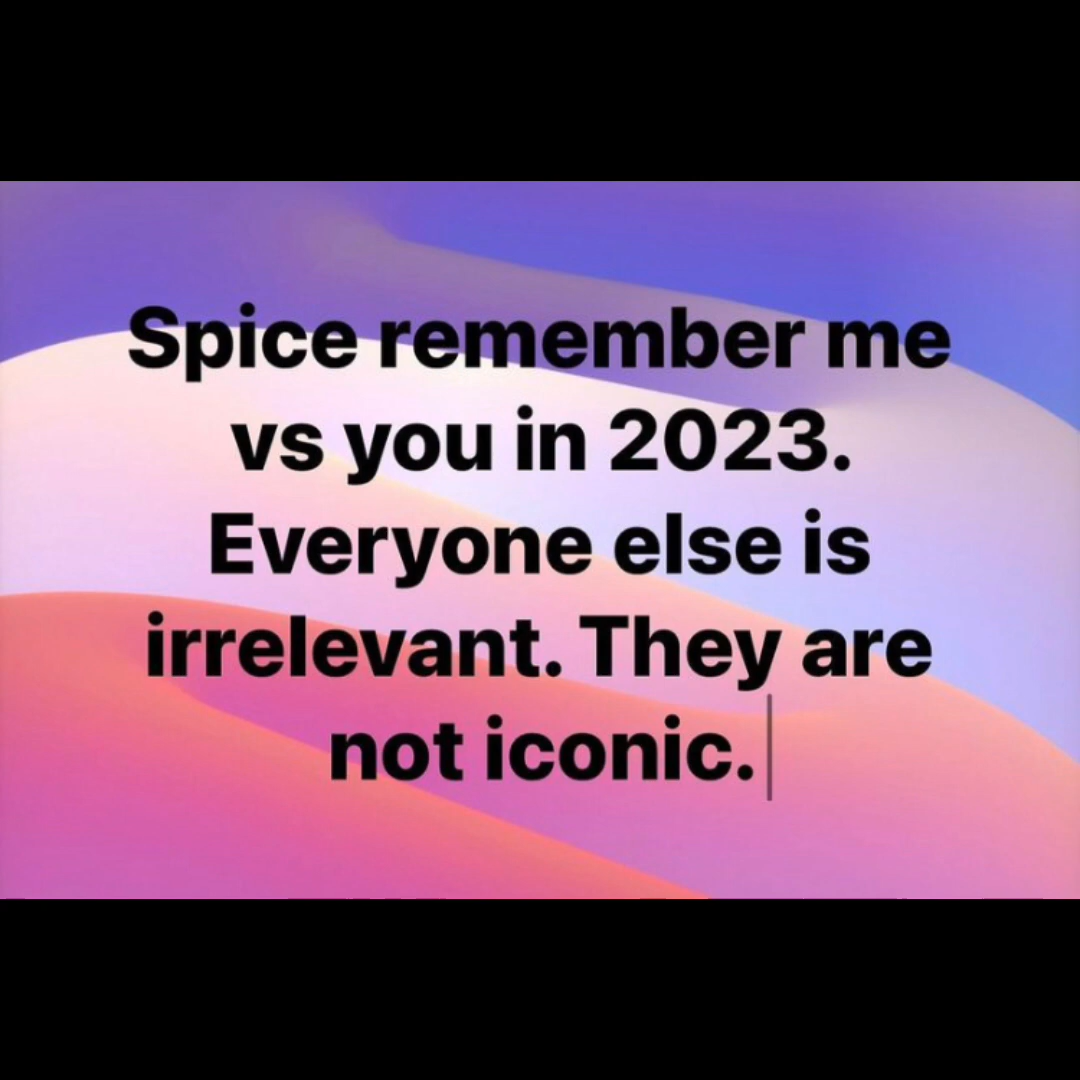 Spice remember me
vs you in 2023.
Everyone else is
irrelevant. They are
not iconic.